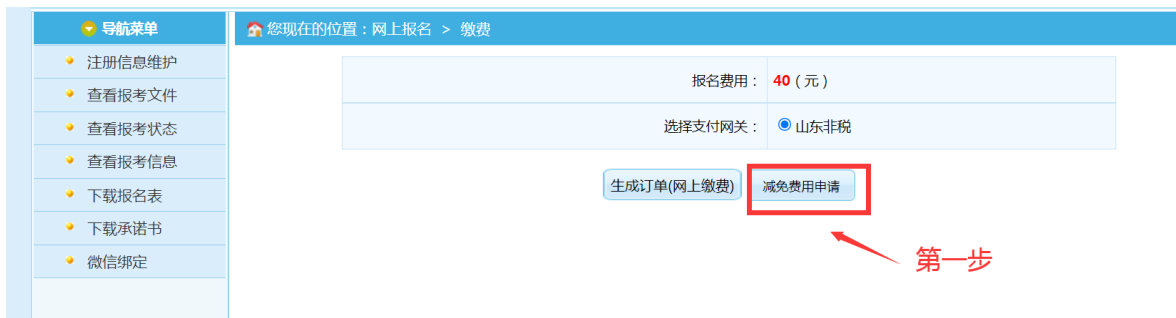 导航菜单
您现在的位置：网上报名 > 缴费
注册信息维护
查看报考文件
查看报考状态
查看报考信息
下载报名表
下载承诺书
微信绑定
报名费用： 40 ( 元 )
选择支付网关： 山东非税
生成订单(网上缴费) 减免费用申请
第一步